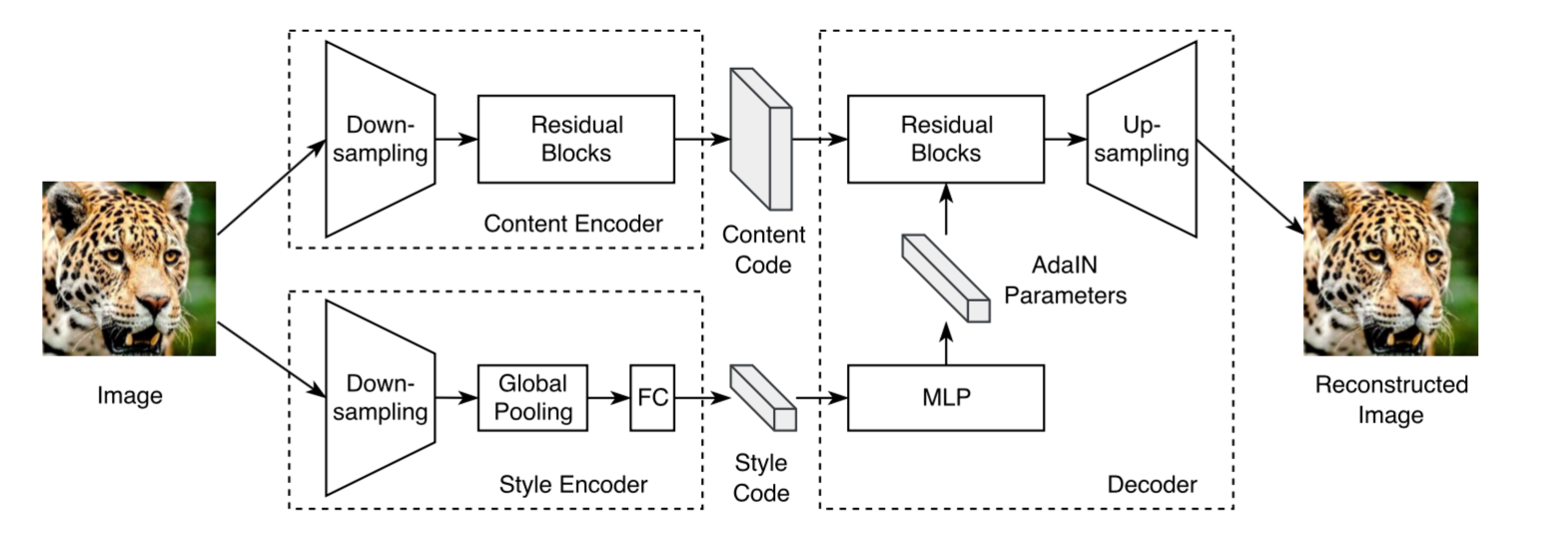 Image
Down-
sampling
Residual
Blocks
Content Encoder
Down-
sampling
Global
Pooling
FC
Style Encoder
Content
Code
Style
Code
Residual
Blocks
Up-
sampling
AdaIN
Parameters
MLP
Decoder
Reconstructed
Image